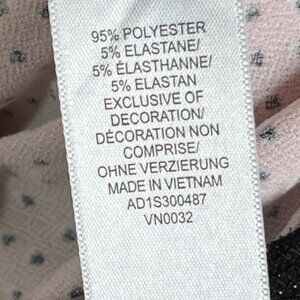 95% POLYESTER
5% ELASTANE/
5% ÉLASTHANNE/
5% ELASTAN
EXCLUSIVE OF
DECORATION/
DÉCORATION NON
COMPRISE/
OHNE VERZIERUNG
MADE IN VIETNAM
AD1S300487
VN0032